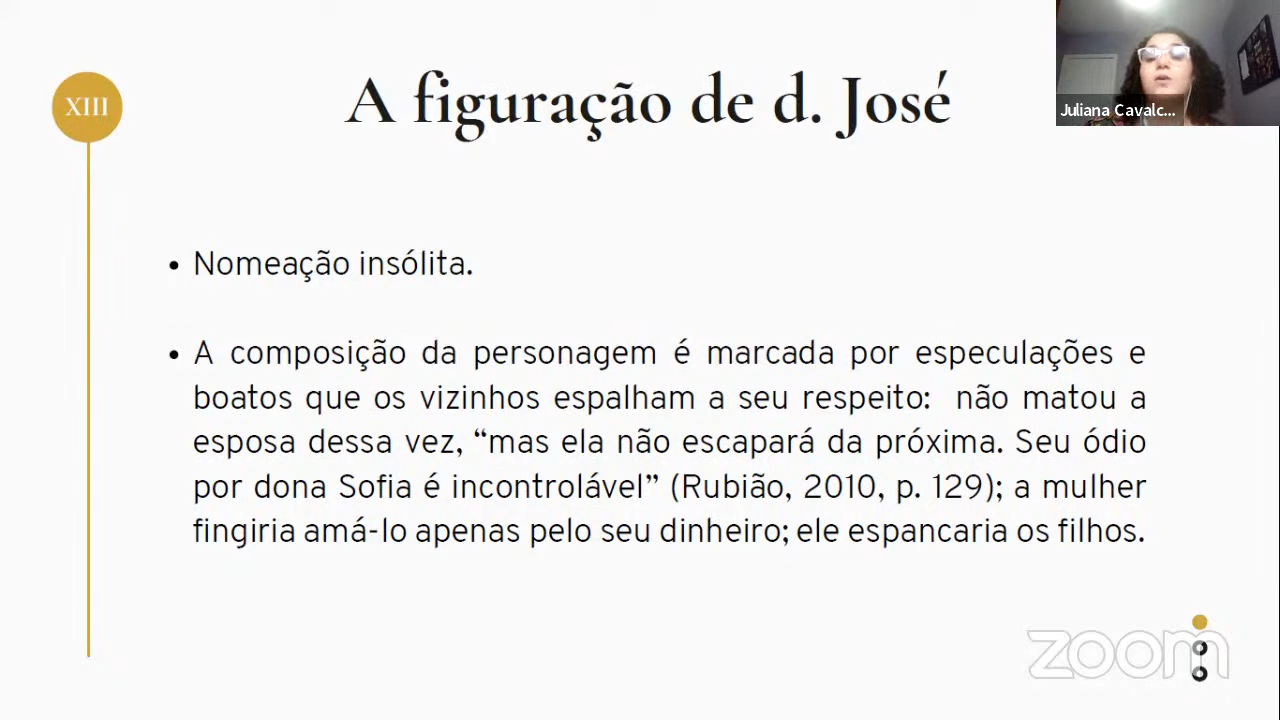 XIII
A figuração de d. José
Juliana Cavalc...
• Nomeação insólita.
• A composição da personagem é marcada por especulações e
boatos que os vizinhos espalham a seu respeito: não matou a
esposa dessa vez, “mas ela não escapará da próxima. Seu ódio
por dona Sofia é incontrolável” (Rubião, 2010, p. 129); a mulher
fingiria amá-lo apenas pelo seu dinheiro; ele espancaria os filhos.
zoom